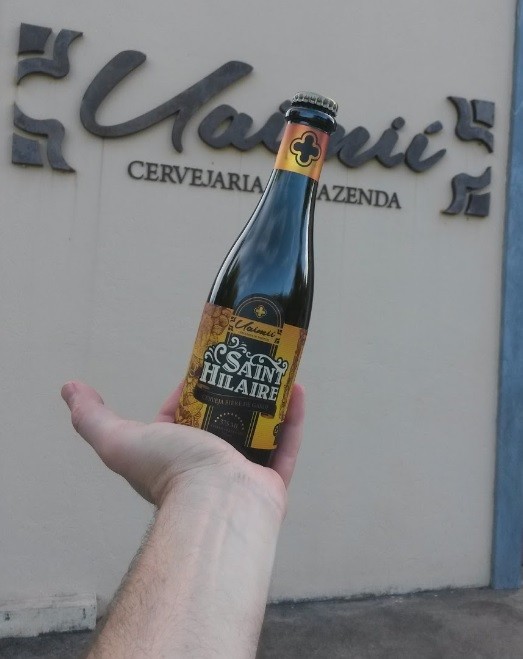 Uaimií
CERVEJARIA AZENDA
Uaimií
SAINT
HILAIRE